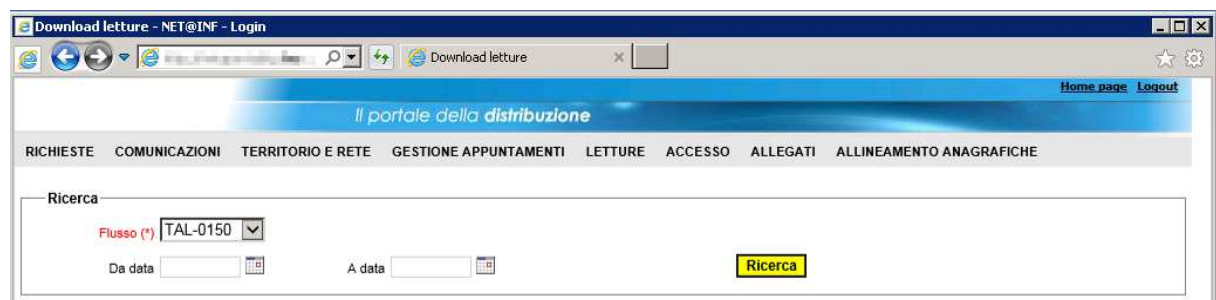 Download letture - NET@INF - Login
Download letture
Home page Logout
Il portale della distribuzione
RICHIESTE COMUNICAZIONI TERRITORIO E RETE GESTIONE APPUNTAMENTI LETTURE ACCESSO ALLEGATI ALLINEAMENTO ANAGRAFICHE
Ricerca
Flusso (*) TAL-0150
Da data A data Ricerca